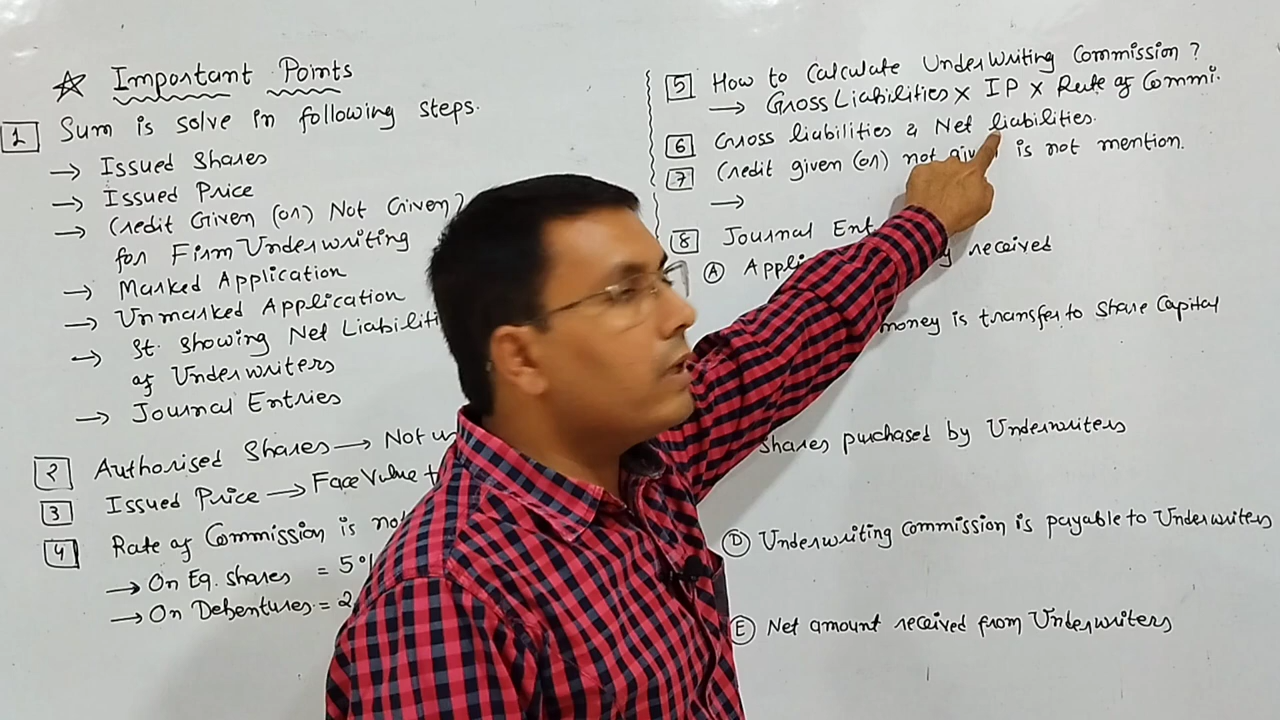 ☆ Important Points
1 Sum is solve in following steps.
→ Issued Shares
→ Issued Price
→ Credit Given (or) Not Given?
for Firm Underwriting
→ Marked Application
→ Unmarked Application
→ St. showing Net Liabiliti
of Underwriters
→ Journal Entries
2 Authorised Shares → Not
3 Issued Price → Face Value +
4 Rate of Commission is not
→ On Eq. shares = 5%
→ On Debentures = 2
5 How to Calculate Underwriting Commission?
→ Gross Liabilities × IP × Rate of Commi.
6 Gross liabilities & Net liabilities.
7 Credit given (or) not giv is not mention.
→
8 Journal Ent
A Appli y received
money is transfer to Share Capital
Shares purchased by Underwriters
D Underwriting commission is payable to Underwriters
E Net amount received from Underwriters